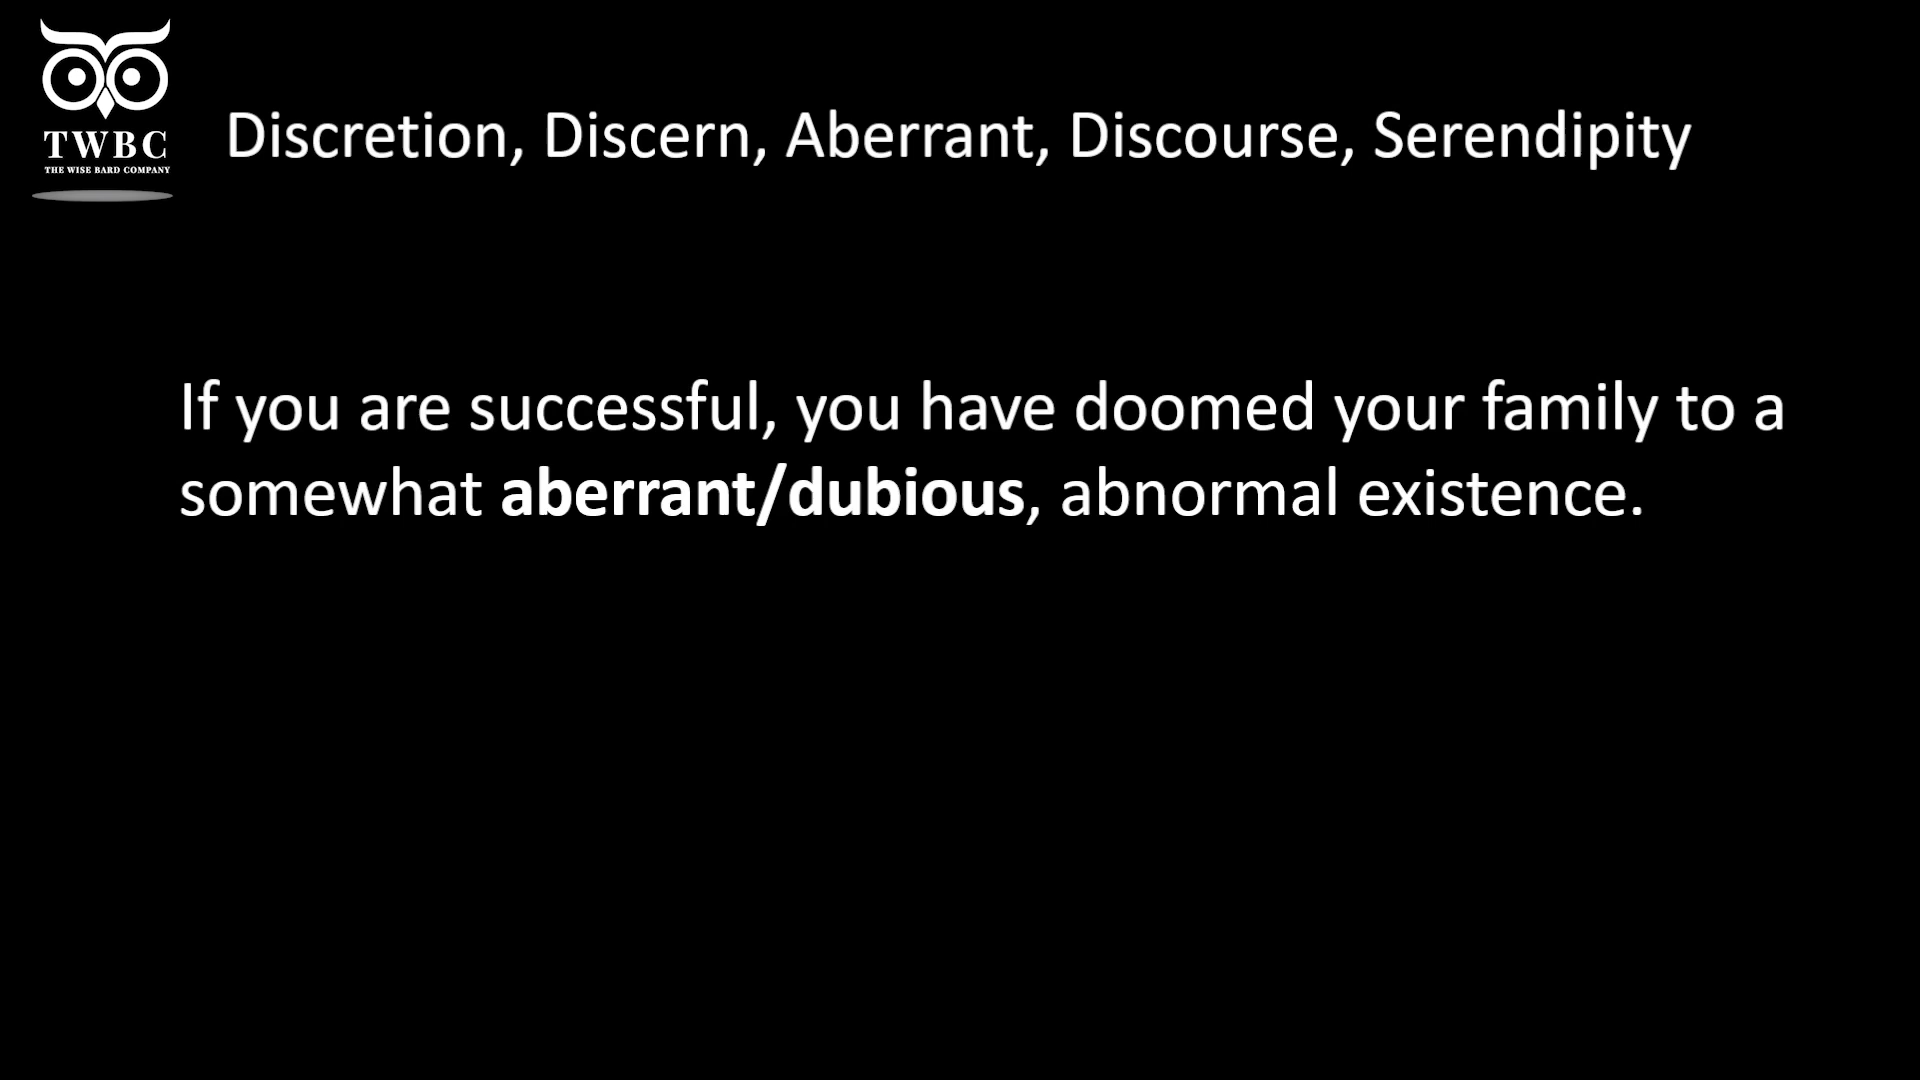 TWBC
THE WISE BARD COMPANY
Discretion, Discern, Aberrant, Discourse, Serendipity
If you are successful, you have doomed your family to a
somewhat aberrant/dubious, abnormal existence.